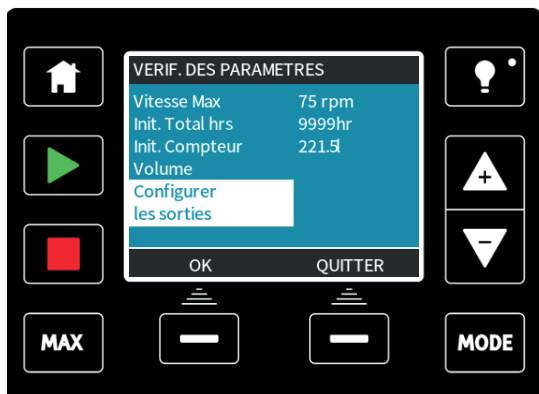 VERIF. DES PARAMETRES
Vitesse Max 75 rpm
Init. Total hrs 9999hr
Init. Compteur 221.5l
Volume
Configurer
les sorties
OK QUITTER
+
-
MAX
MODE